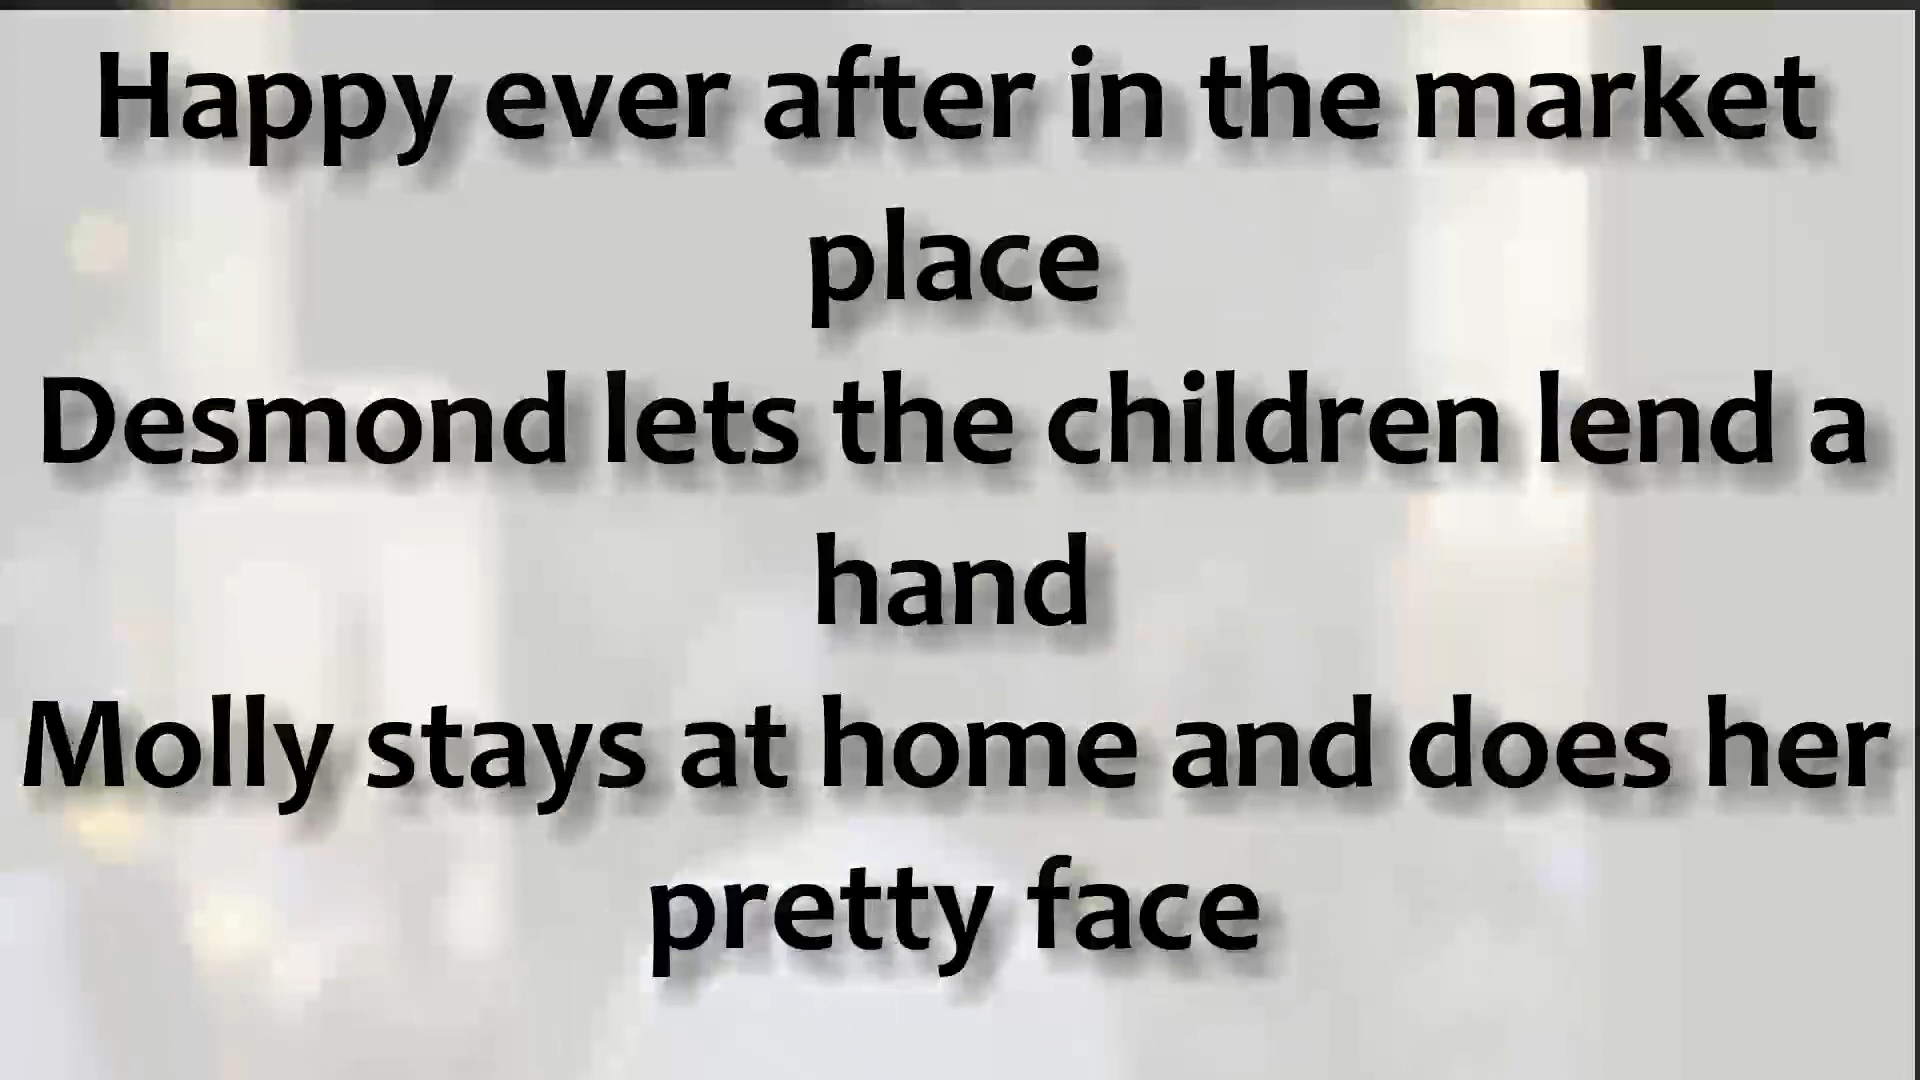 Happy ever after in the market
place
Desmond lets the children lend a
hand
Molly stays at home and does her
pretty face